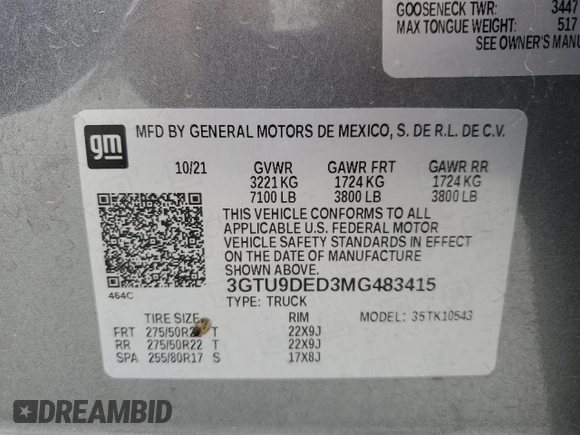 GOOSENECK TWR: 3447
MAX TONGUE WEIGHT: 517
SEE OWNER'S MANU
gm
MFD BY GENERAL MOTORS DE MEXICO, S. DE R.L. DE C.V.
10/21 GVWR GAWR FRT GAWR RR
3221 KG 1724 KG 1724 KG
7100 LB 3800 LB 3800 LB
THIS VEHICLE CONFORMS TO ALL
APPLICABLE U.S. FEDERAL MOTOR
VEHICLE SAFETY STANDARDS IN EFFECT
ON THE DATE OF MANUFACTURE
SHOWN ABOVE.
3GTU9DED3MG483415
464C
TYPE: TRUCK
TIRE SIZE RIM MODEL: 35TK10543
FRT 275/50R22 T 22X9J
RR 275/50R22 T 22X9J
SPA 255/80R17 S 17X8J
DREAMBID